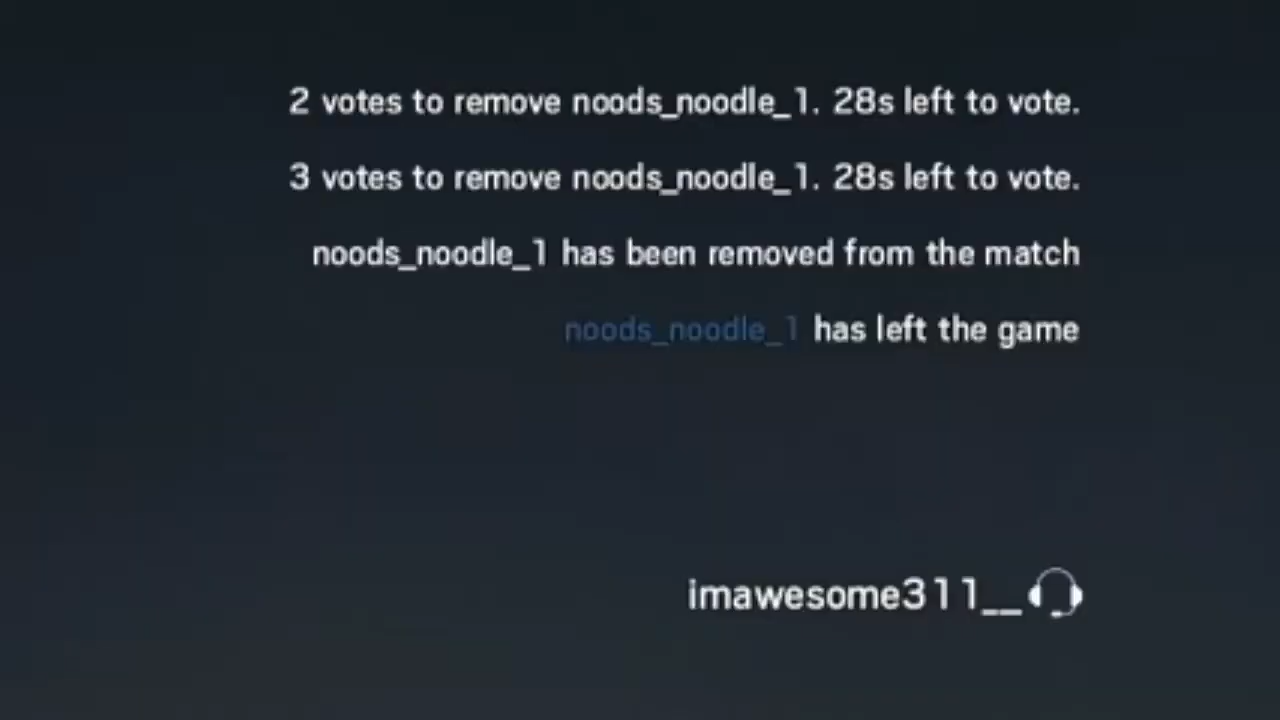 2 votes to remove noods_noodle_1. 28s left to vote.
3 votes to remove noods_noodle_1. 28s left to vote.
noods_noodle_1 has been removed from the match
noods_noodle_1 has left the game
imawesome311__